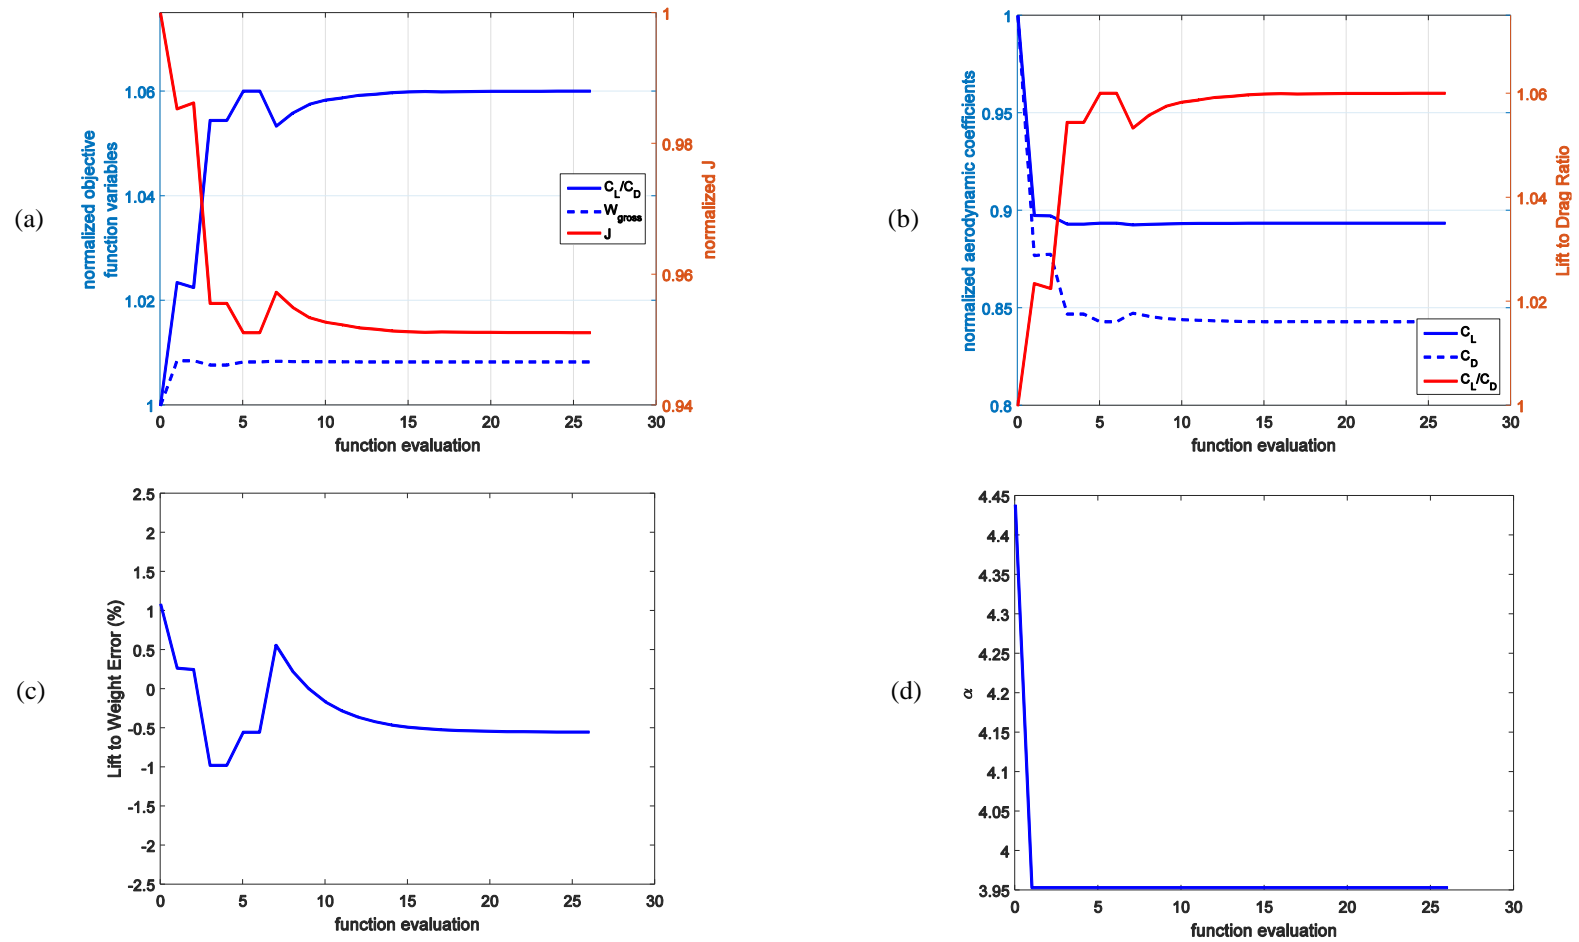 (a)
normalized objective
function variables
1.06
1.04
1.02
1
1
0.98
0.96
0.94
normalized J
0 5 10 15 20 25 30
function evaluation
C_L/C_D
W_gross
J
(b)
normalized aerodynamic coefficients
1
0.95
0.9
0.85
0.8
1.06
1.04
1.02
1
Lift to Drag Ratio
0 5 10 15 20 25 30
function evaluation
C_L
C_D
C_L/C_D
(c)
Lift to Weight Error (%)
2.5
2
1.5
1
0.5
0
-0.5
-1
-1.5
-2
-2.5
0 5 10 15 20 25 30
function evaluation
(d)
α
4.45
4.4
4.35
4.3
4.25
4.2
4.15
4.1
4.05
4
3.95
0 5 10 15 20 25 30
function evaluation